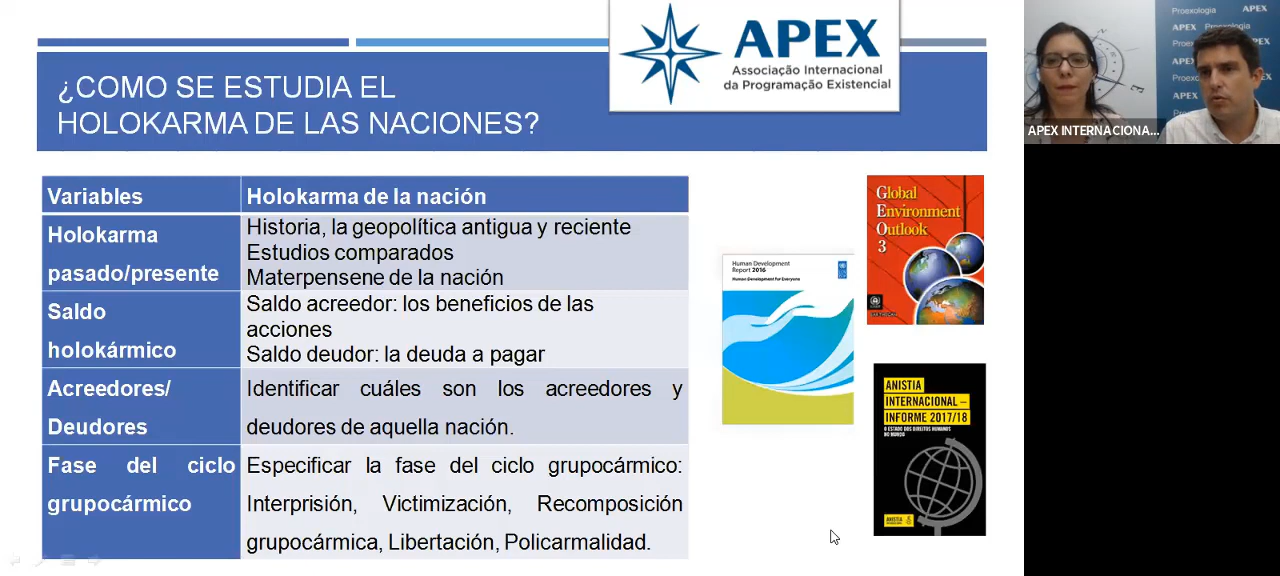 APEX
Associação Internacional
da Programação Existencial
¿COMO SE ESTUDIA EL
HOLOKARMA DE LAS NACIONES?
Variables
Holokarma de la nación
Holokarma
pasado/presente
Historia, la geopolítica antigua y reciente
Estudios comparados
Materpensene de la nación
Saldo
holokármico
Saldo acreedor: los beneficios de las
acciones
Saldo deudor: la deuda a pagar
Acreedores/
Deudores
Identificar cuáles son los acreedores y
deudores de aquella nación.
Fase del ciclo
grupocármico
Especificar la fase del ciclo grupocármico:
Interprisión, Victimización, Recomposición
grupocármica, Libertación, Policarmalidad.
Human Development
Report 2016
Human Development for Everyone
Global
Environment
Outlook
3
ANISTIA
INTERNACIONAL –
INFORME 2017/18
O ESTADO DOS DIREITOS HUMANOS
NO MUNDO
ANISTIA
Proexologia APEX
APEX Proexologia
APEX
APEX
APEX INTERNACIONA...